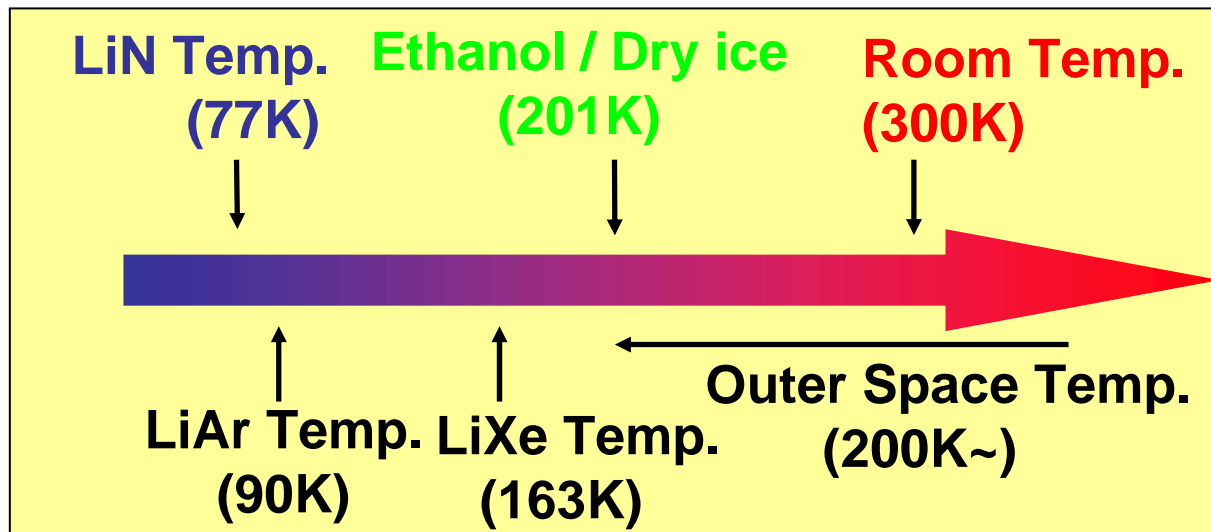 LiN Temp.
(77K)
Ethanol / Dry ice
(201K)
Room Temp.
(300K)
LiAr Temp.
(90K)
LiXe Temp.
(163K)
Outer Space Temp.
(200K~)